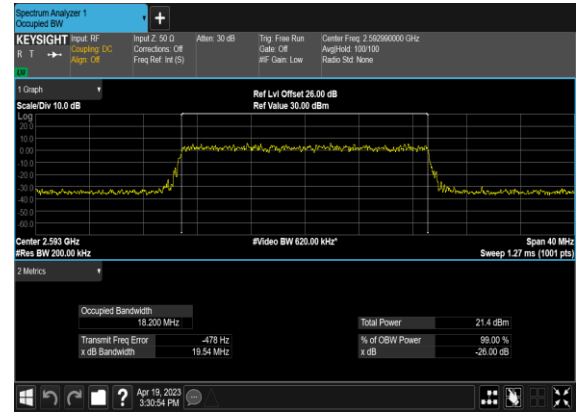 Spectrum Analyzer 1
Occupied BW
+
KEYSIGHT
R T
LXI
Input: RF
Coupling: DC
Align: Off
Input Z: 50 Ω
Corrections: Off
Freq Ref: Int (S)
Atten: 30 dB
Trig: Free Run
Gate: Off
#IF Gain: Low
Center Freq: 2.592990000 GHz
Avg|Hold: 100/100
Radio Std: None
1 Graph
Scale/Div 10.0 dB
Ref Lvl Offset 26.00 dB
Ref Value 30.00 dBm
Log
20.0
10.0
0.00
-10.0
-20.0
-30.0
-40.0
-50.0
-60.0
Center 2.593 GHz
#Res BW 200.00 kHz
#Video BW 620.00 kHz*
Span 40 MHz
Sweep 1.27 ms (1001 pts)
2 Metrics
Occupied Bandwidth
18.200 MHz
Total Power 21.4 dBm
Transmit Freq Error -478 Hz
% of OBW Power 99.00 %
x dB Bandwidth 19.54 MHz
x dB -26.00 dB
?
Apr 19, 2023
3:30:54 PM